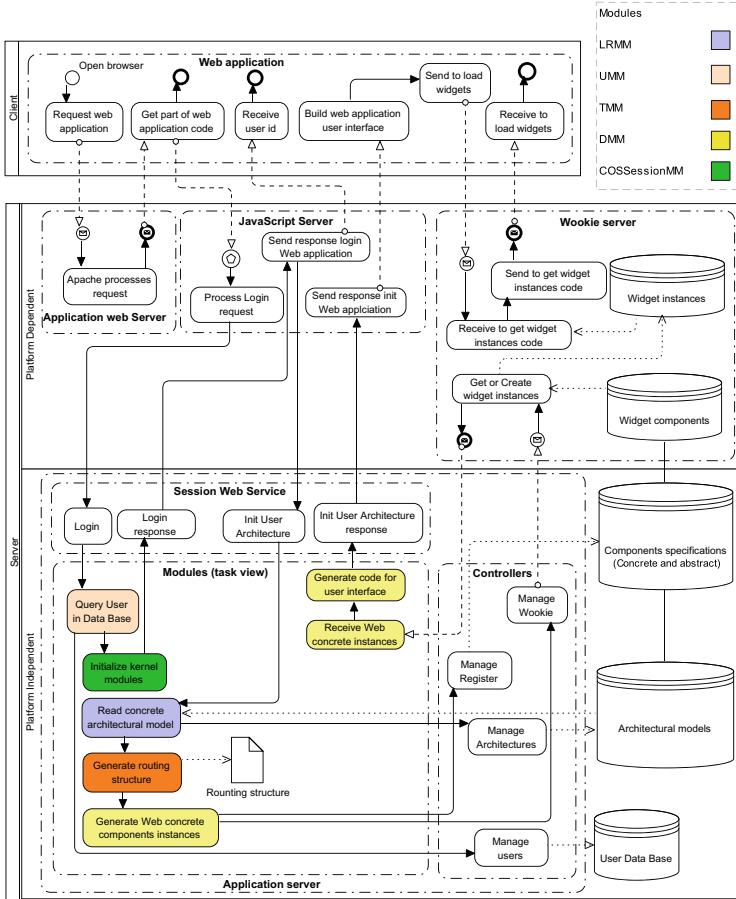 Modules
LRMM
UMM
TMM
DMM
COSSessionMM
Client
Web application
Open browser
Request web
application
Get part of web
application code
Receive
user id
Build web application
user interface
Send to load
widgets
Receive to
load widgets
Server
Platform Dependent
Apache processes
request
Application web Server
JavaScript Server
Send response login
Web application
Process Login
request
Send response init
Web applciation
Wookie server
Send to get widget
instances code
Receive to get widget
instances code
Get or Create
widget instances
Widget instances
Widget components
Platform Independent
Session Web Service
Login
Login
response
Init User
Architecture
Init User Architecture
response
Modules (task view)
Query User
in Data Base
Initialize kernel
modules
Read concrete
architectural model
Generate routing
structure
Generate Web concrete
components instances
Rounting structure
Generate code for
user interface
Receive Web
concrete instances
Controllers
Manage
Wookie
Manage
Register
Manage
Architectures
Manage
users
Application server
Components specifications
(Concrete and abstract)
Architectural models
User Data Base